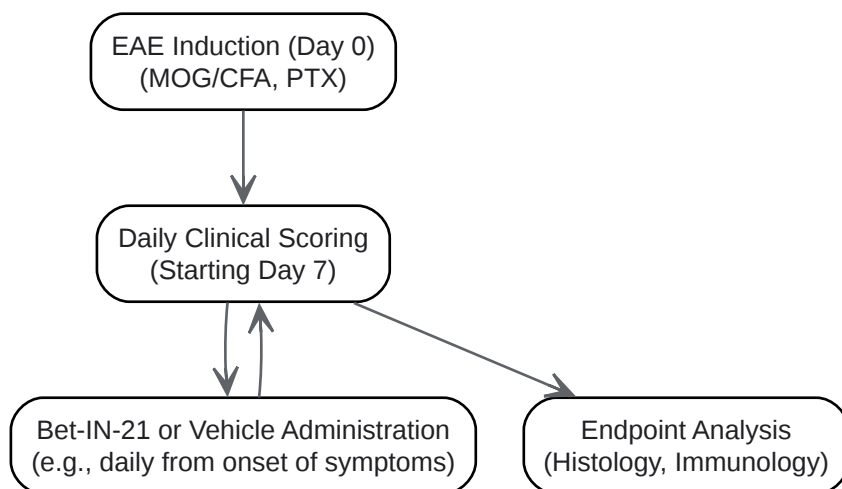 EAE Induction (Day 0)
(MOG/CFA, PTX)
Daily Clinical Scoring
(Starting Day 7)
Bet-IN-21 or Vehicle Administration
(e.g., daily from onset of symptoms)
Endpoint Analysis
(Histology, Immunology)